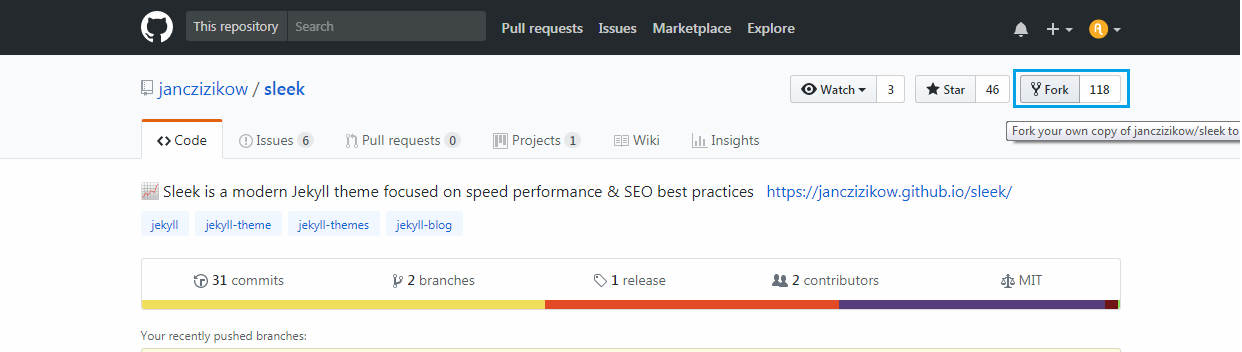 This repository Search Pull requests Issues Marketplace Explore
janczizikow / sleek Watch 3 Star 46 Fork 118
Fork your own copy of janczizikow/sleek to
Code Issues 6 Pull requests 0 Projects 1 Wiki Insights
Sleek is a modern Jekyll theme focused on speed performance & SEO best practices https://janczizikow.github.io/sleek/
jekyll jekyll-theme jekyll-themes jekyll-blog
31 commits 2 branches 1 release 2 contributors MIT
Your recently pushed branches: